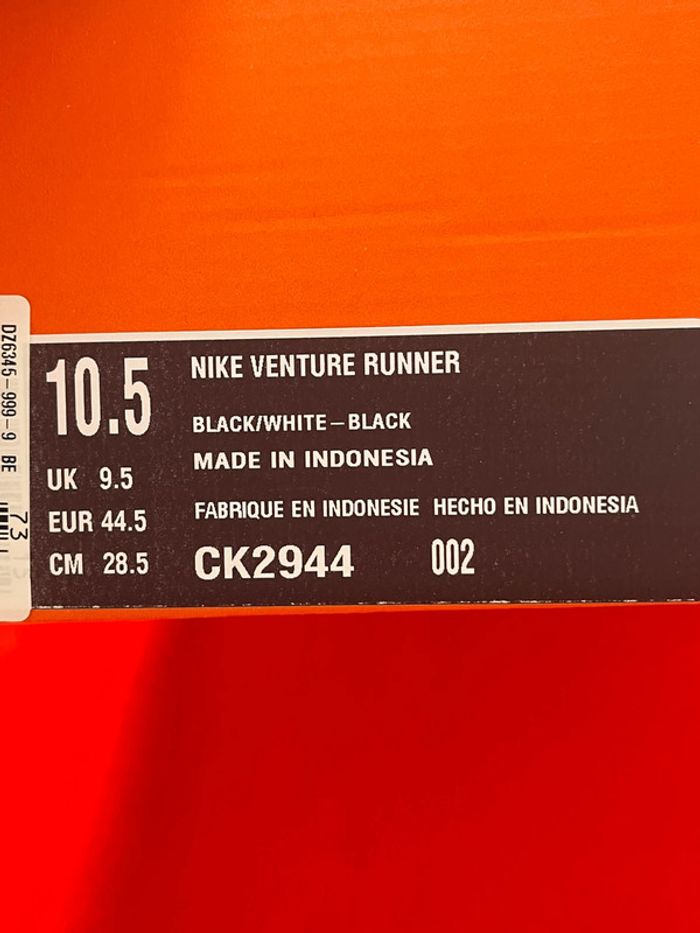 10.5
NIKE VENTURE RUNNER
BLACK/WHITE–BLACK
MADE IN INDONESIA
UK 9.5
EUR 44.5
FABRIQUE EN INDONESIE HECHO EN INDONESIA
CM 28.5
CK2944 002
DZ6345–999–9 BE
73